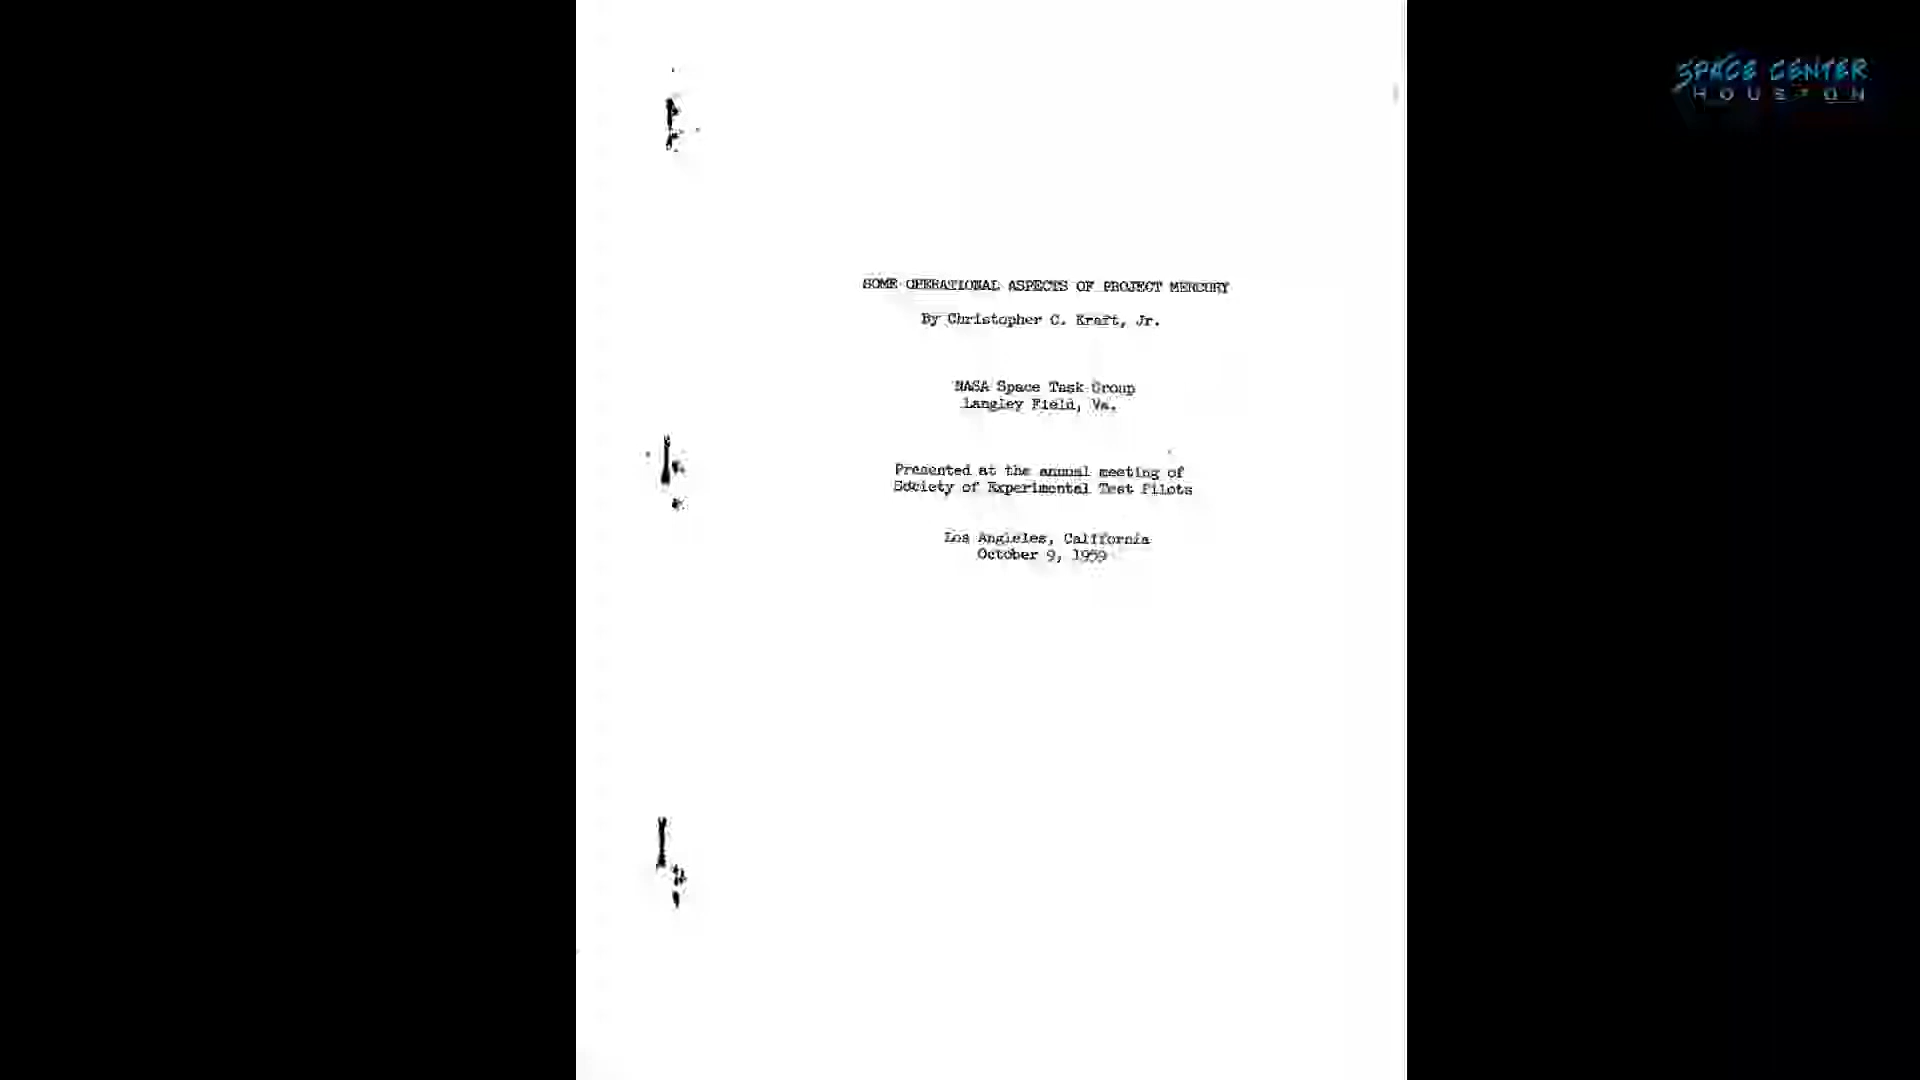 SPACE CENTER
HOUSTON
SOME OPERATIONAL ASPECTS OF PROJECT MERCURY
By Christopher C. Kraft, Jr.
NASA Space Task Group
Langley Field, Va.
Presented at the annual meeting of
Society of Experimental Test Pilots
Los Angleles, California
October 9, 1959